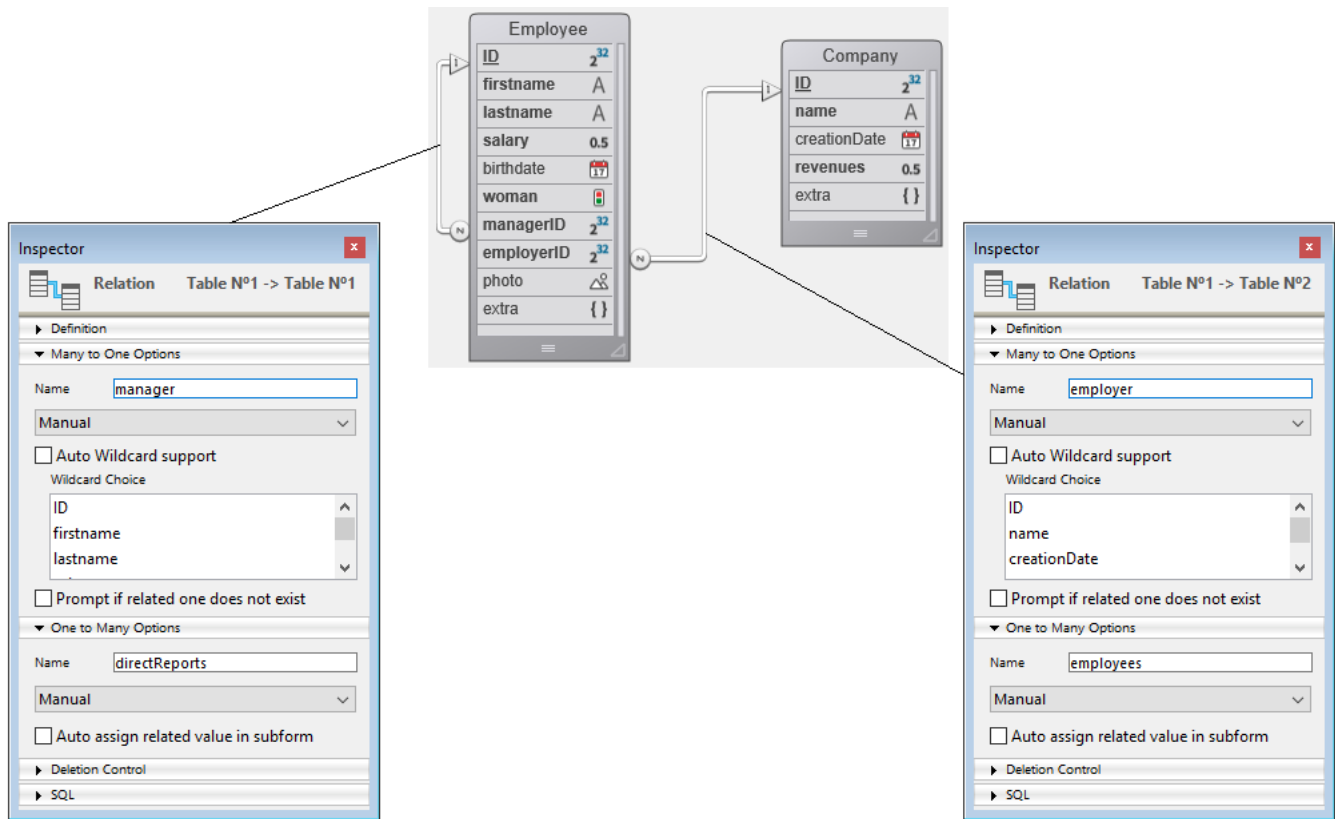 Employee
ID 2^32
firstname A
lastname A
salary 0.5
birthdate 17
woman
managerID 2^32
employerID 2^32
photo
extra { }
1
N
Company
ID 2^32
name A
creationDate 17
revenues 0.5
extra { }
1
N
Inspector x
Relation Table Nº1 -> Table Nº1
Definition
Many to One Options
Name manager
Manual
Auto Wildcard support
Wildcard Choice
ID
firstname
lastname
Prompt if related one does not exist
One to Many Options
Name directReports
Manual
Auto assign related value in subform
Deletion Control
SQL
Inspector x
Relation Table Nº1 -> Table Nº2
Definition
Many to One Options
Name employer
Manual
Auto Wildcard support
Wildcard Choice
ID
name
creationDate
Prompt if related one does not exist
One to Many Options
Name employees
Manual
Auto assign related value in subform
Deletion Control
SQL